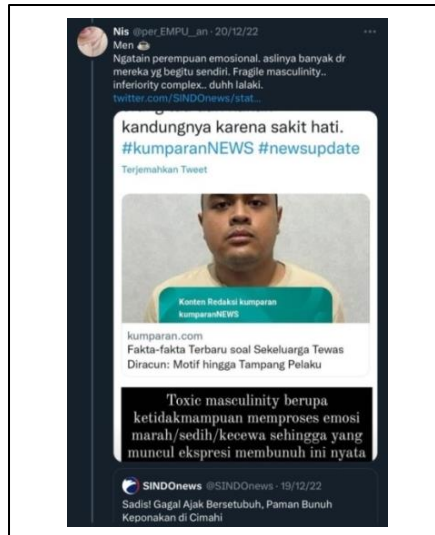 Nis @per_EMPU__an · 20/12/22
Men ☕
Ngatain perempuan emosional. aslinya banyak dr
mereka yg begitu sendiri. Fragile masculinity..
inferiority complex.. duhh lalaki.
twitter.com/SINDOnews/stat...
kandungnya karena sakit hati.
#kumparanNEWS #newsupdate
Terjemahkan Tweet
Konten Redaksi kumparan
kumparanNEWS
kumparan.com
Fakta-fakta Terbaru soal Sekeluarga Tewas
Diracun: Motif hingga Tampang Pelaku
Toxic masculinity berupa
ketidakmampuan memproses emosi
marah/sedih/kecewa sehingga yang
muncul ekspresi membunuh ini nyata
SINDOnews @SINDOnews · 19/12/22
Sadis! Gagal Ajak Bersetubuh, Paman Bunuh
Keponakan di Cimahi